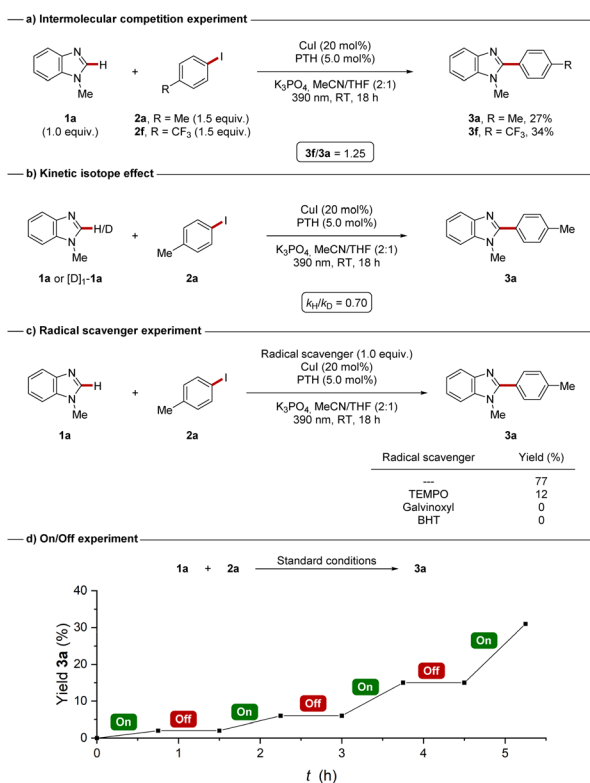 a) Intermolecular competition experiment
N
N
Me
H
1a
(1.0 equiv.)
+
I
R
2a, R = Me (1.5 equiv.)
2f, R = CF₃ (1.5 equiv.)
CuI (20 mol%)
PTH (5.0 mol%)
K₃PO₄, MeCN/THF (2:1)
390 nm, RT, 18 h
N
N
Me
R
3a, R = Me, 27%
3f, R = CF₃, 34%
3f/3a = 1.25
b) Kinetic isotope effect
N
N
Me
H/D
1a or [D]₁-1a
+
I
Me
2a
CuI (20 mol%)
PTH (5.0 mol%)
K₃PO₄, MeCN/THF (2:1)
390 nm, RT, 18 h
N
N
Me
Me
3a
kH/kD = 0.70
c) Radical scavenger experiment
N
N
Me
H
1a
+
I
Me
2a
Radical scavenger (1.0 equiv.)
CuI (20 mol%)
PTH (5.0 mol%)
K₃PO₄, MeCN/THF (2:1)
390 nm, RT, 18 h
N
N
Me
Me
3a
Radical scavenger Yield (%)
--- 77
TEMPO 12
Galvinoxyl 0
BHT 0
d) On/Off experiment
1a + 2a Standard conditions 3a
Yield 3a (%)
40
30
20
10
0
On
Off
On
Off
On
Off
On
0 1 2 3 4 5
t (h)